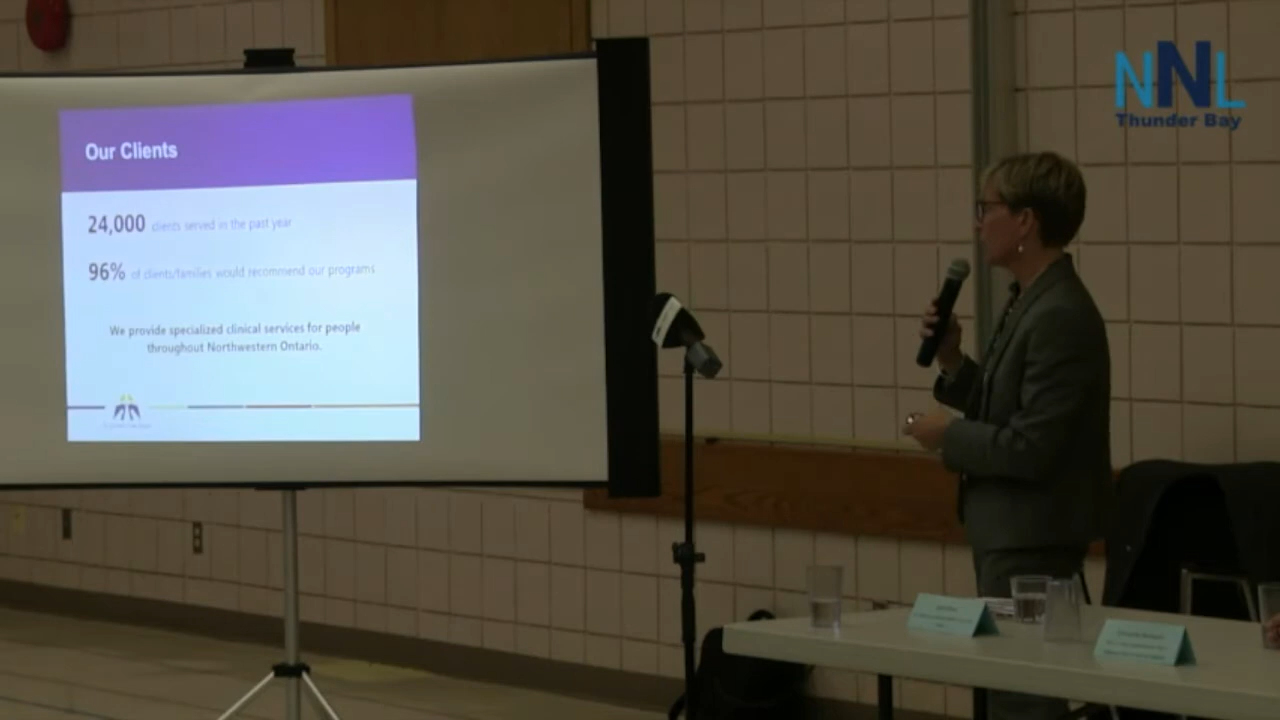 NNL
Thunder Bay
Our Clients
24,000 clients served in the past year
96% of clients/families would recommend our programs
We provide specialized clinical services for people
throughout Northwestern Ontario.